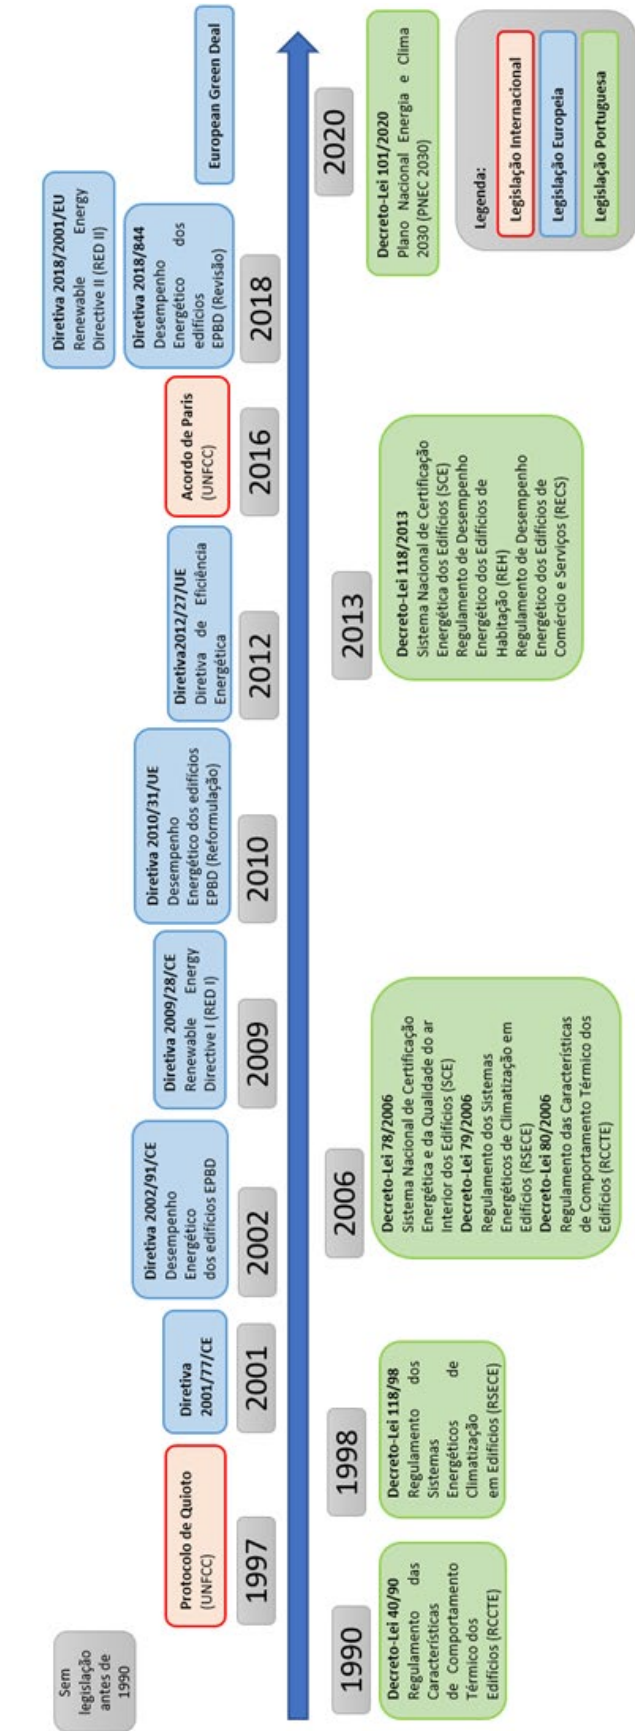 Sem
legislação
antes de
1990
Protocolo de Quioto
(UNFCC)
1997
Diretiva
2001/77/CE
2001
Diretiva 2002/91/CE
Desempenho
Energético
dos edifícios EPBD
2002
Diretiva 2009/28/CE
Renewable Energy
Directive I (RED I)
2009
Diretiva 2010/31/UE
Desempenho
Energético dos edifícios
EPBD (Reformulação)
2010
Diretiva2012/27/UE
Diretiva de Eficiência
Energética
2012
Acordo de Paris
(UNFCC)
2016
Diretiva 2018/2001/EU
Renewable Energy
Directive II (RED II)
Diretiva 2018/844
Desempenho
Energético dos
edifícios
EPBD (Revisão)
2018
European Green Deal
1990
Decreto-Lei 40/90
Regulamento das
Características
de Comportamento
Térmico dos
Edifícios (RCCTE)
1998
Decreto-Lei 118/98
Regulamento dos
Sistemas
Energéticos de
Climatização
em Edifícios (RSECE)
2006
Decreto-Lei 78/2006
Sistema Nacional de Certificação
Energética e da Qualidade do ar
Interior dos Edifícios (SCE)
Decreto-Lei 79/2006
Regulamento dos Sistemas
Energéticos de Climatização em
Edifícios (RSECE)
Decreto-Lei 80/2006
Regulamento das Características
de Comportamento Térmico dos
Edifícios (RCCTE)
2013
Decreto-Lei 118/2013
Sistema Nacional de Certificação
Energética dos Edifícios (SCE)
Regulamento de Desempenho
Energético dos Edifícios de
Habitação (REH)
Regulamento de Desempenho
Energético dos Edifícios de
Comércio e Serviços (RECS)
2020
Decreto-Lei 101/2020
Plano Nacional Energia e Clima
2030 (PNEC 2030)
Legenda:
Legislação Internacional
Legislação Europeia
Legislação Portuguesa